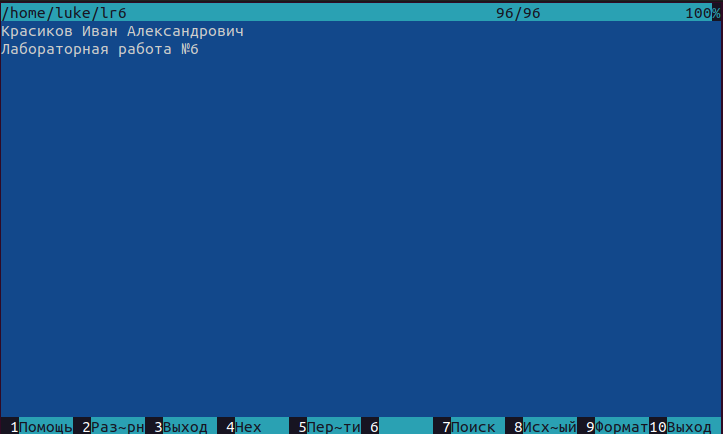 /home/luke/lr6 96/96 100%
Красиков Иван Александрович
Лабораторная работа №6
1Помощь 2Раз~рн 3Выход 4Hex 5Пер~ти 6 7Поиск 8Исх~ый 9Формат 10Выход